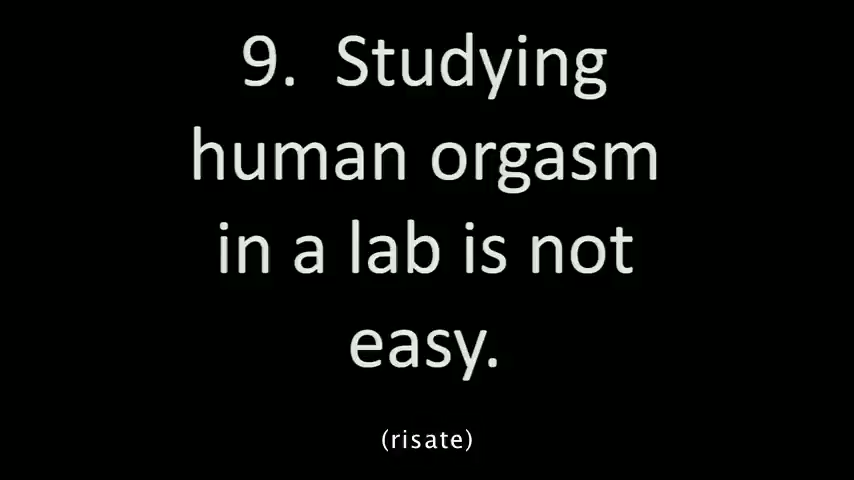 9. Studying
human orgasm
in a lab is not
easy.
(risate)